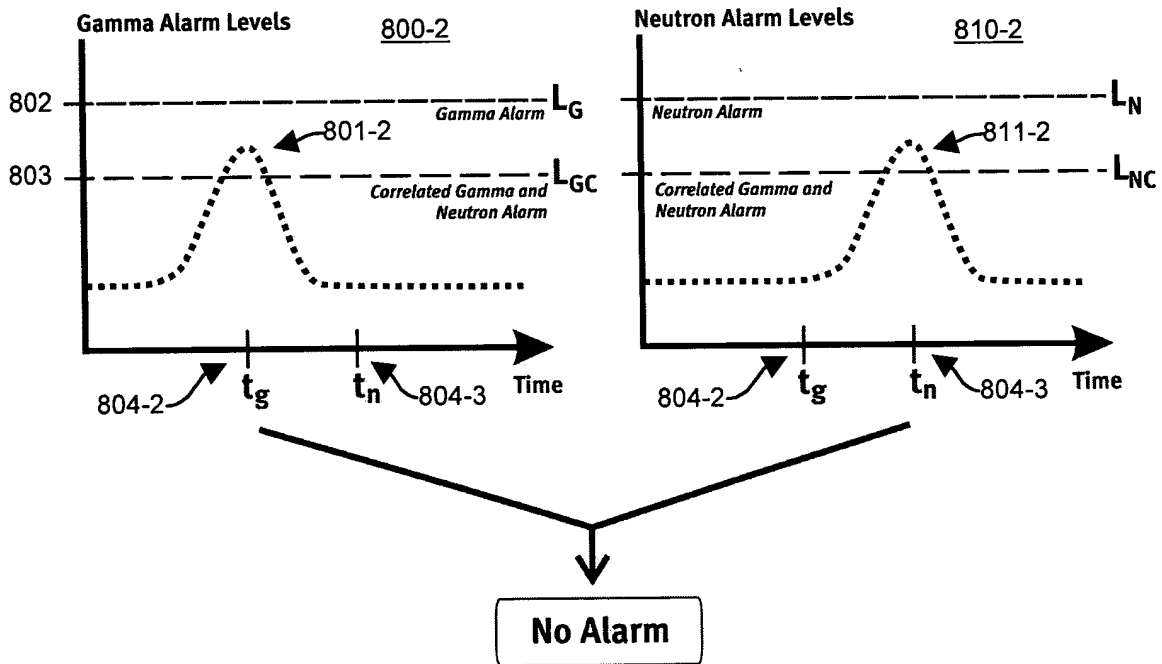 Gamma Alarm Levels
800-2
802
L_G
Gamma Alarm
801-2
803
L_GC
Correlated Gamma and
Neutron Alarm
t_g
t_n
Time
804-2
804-3
Neutron Alarm Levels
810-2
L_N
Neutron Alarm
811-2
L_NC
Correlated Gamma and
Neutron Alarm
t_g
t_n
Time
804-2
804-3
No Alarm